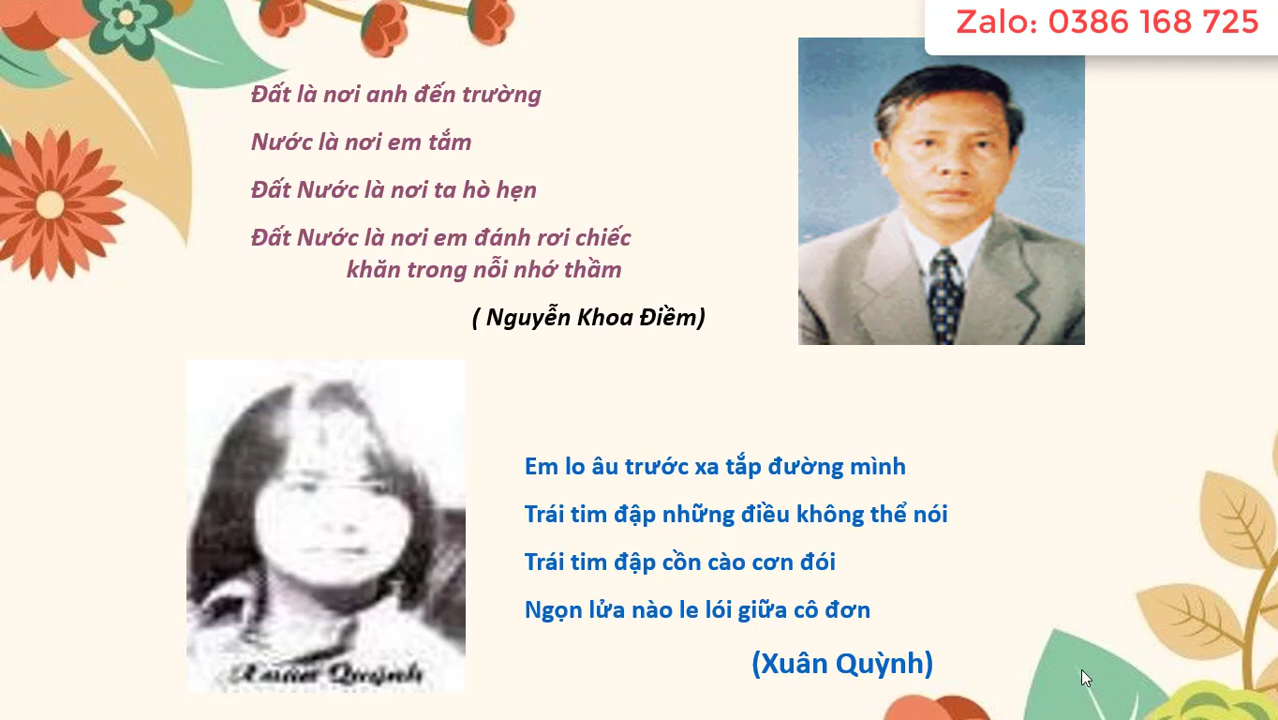 Zalo: 0386 168 725
Đất là nơi anh đến trường
Nước là nơi em tắm
Đất Nước là nơi ta hò hẹn
Đất Nước là nơi em đánh rơi chiếc
khăn trong nỗi nhớ thầm
( Nguyễn Khoa Điềm)
Em lo âu trước xa tắp đường mình
Trái tim đập những điều không thể nói
Trái tim đập cồn cào cơn đói
Ngọn lửa nào le lói giữa cô đơn
(Xuân Quỳnh)
Xuân Quỳnh